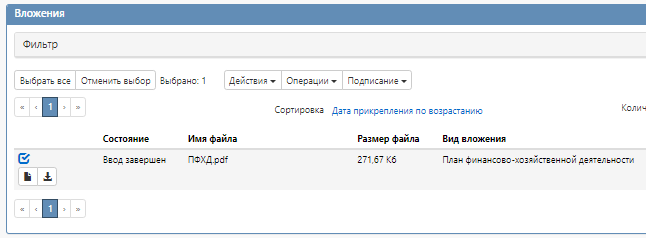 Вложения
Фильтр
Выбрать все Отменить выбор Выбрано: 1 Действия Операции Подписание
« ‹ 1 › » Сортировка Дата прикрепления по возрастанию Колич
Состояние Имя файла Размер файла Вид вложения
Ввод завершен ПФХД.pdf 271,67 Кб План финансово-хозяйственной деятельности
« ‹ 1 › »